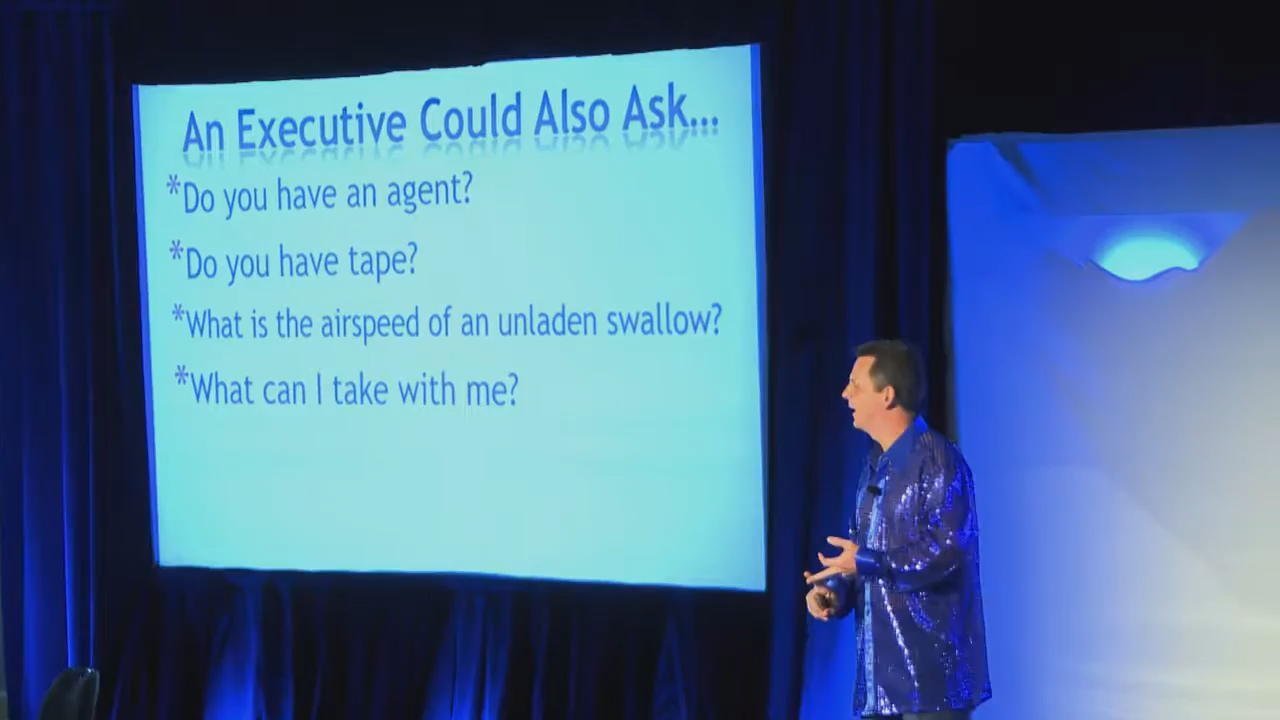 An Executive Could Also Ask...
*Do you have an agent?
*Do you have tape?
*What is the airspeed of an unladen swallow?
*What can I take with me?